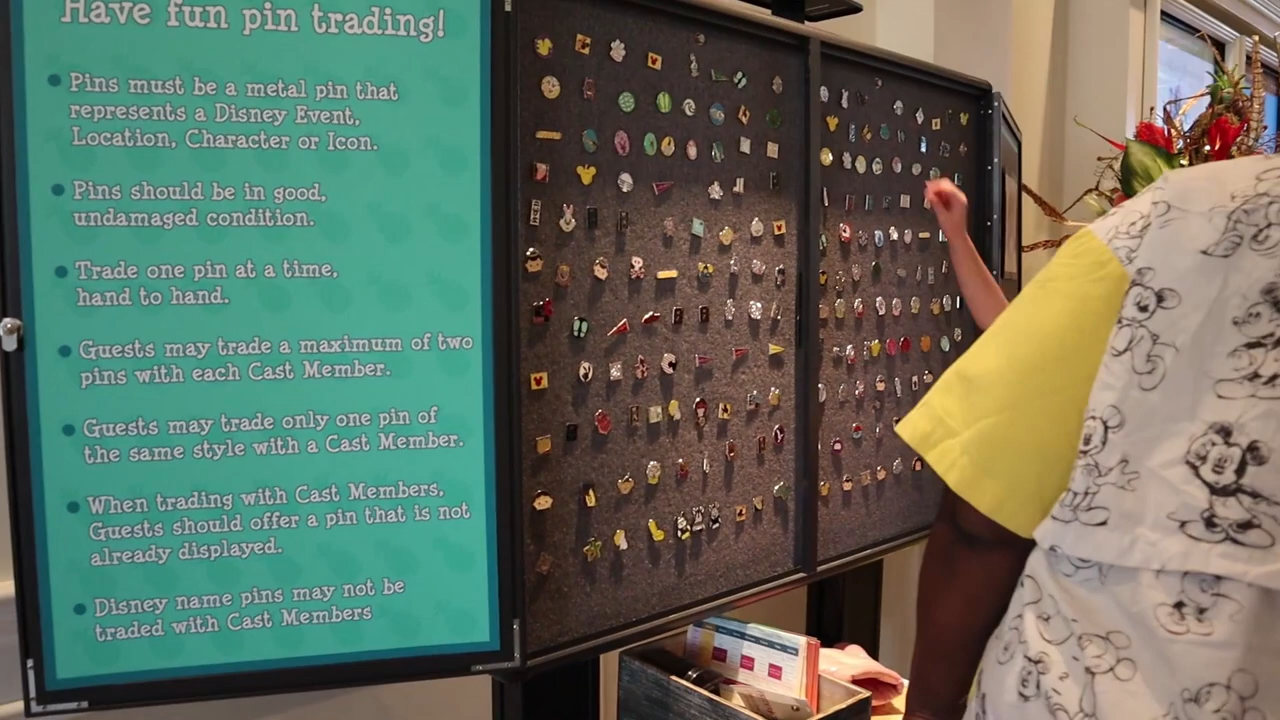 Have fun pin trading!
Pins must be a metal pin that
represents a Disney Event,
Location, Character or Icon.
Pins should be in good,
undamaged condition.
Trade one pin at a time,
hand to hand.
Guests may trade a maximum of two
pins with each Cast Member.
Guests may trade only one pin of
the same style with a Cast Member.
When trading with Cast Members,
Guests should offer a pin that is not
already displayed.
Disney name pins may not be
traded with Cast Members